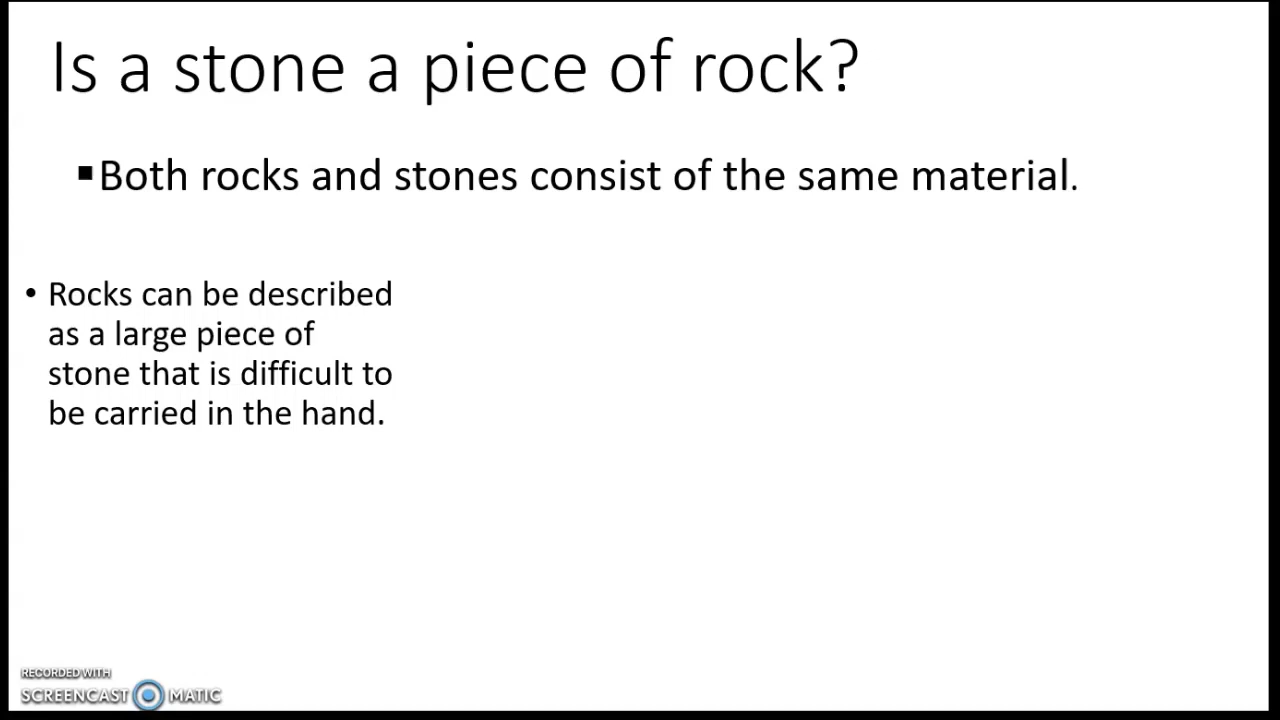 Is a stone a piece of rock?
▪Both rocks and stones consist of the same material.
• Rocks can be described
as a large piece of
stone that is difficult to
be carried in the hand.
RECORDED WITH
SCREENCAST MATIC